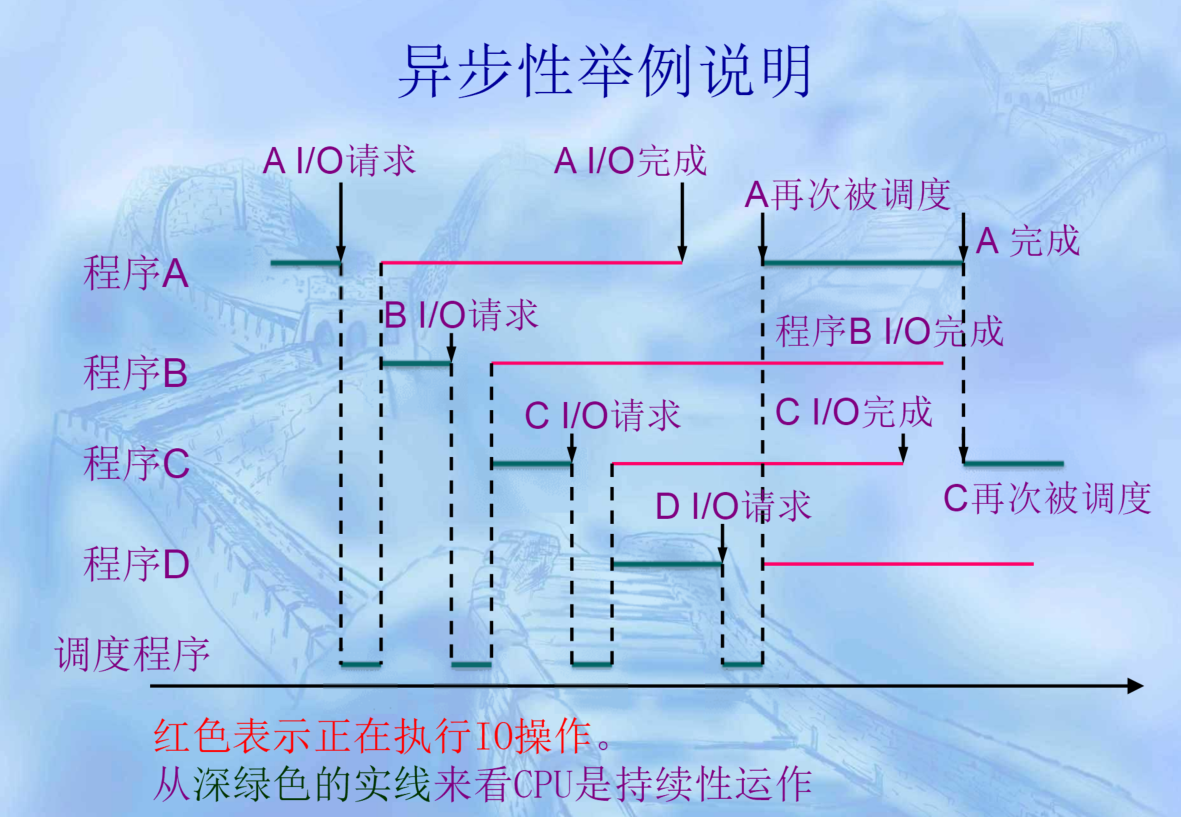 异步性举例说明
A I/O请求
A I/O完成
A再次被调度
A 完成
程序A
B I/O请求
程序B I/O完成
程序B
C I/O请求
C I/O完成
程序C
C再次被调度
D I/O请求
程序D
调度程序
红色表示正在执行IO操作。
从深绿色的实线来看CPU是持续性运作